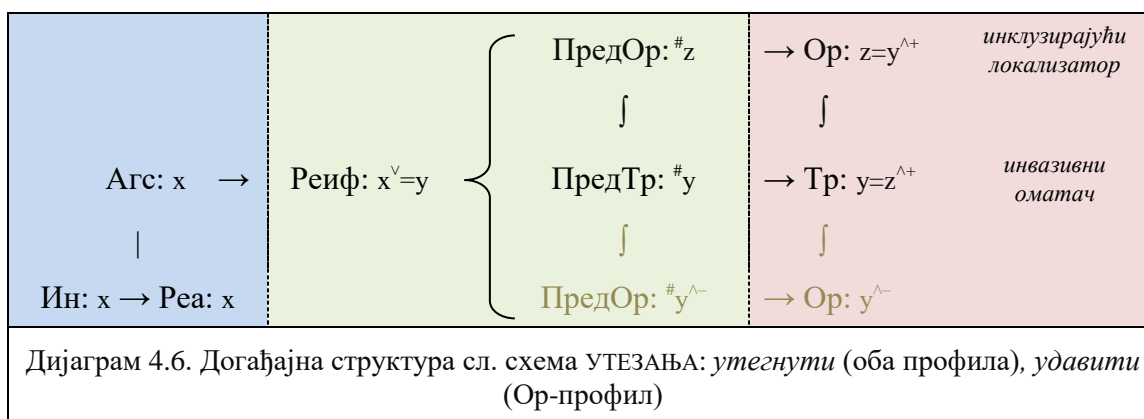 ПредОр: #z → Ор: z=y^+ инклузирајући
локализатор
∫ ∫
Агс: x → Реиф: x˅=y ПредТр: #y → Тр: y=z^+ инвазивни
оматач
| ∫ ∫
Ин: x → Реа: x ПредОр: #y^– → Ор: y^–
Дијаграм 4.6. Догађајна структура сл. схема УТЕЗАЊА: утегнути (оба профила), удавити
(Ор-профил)